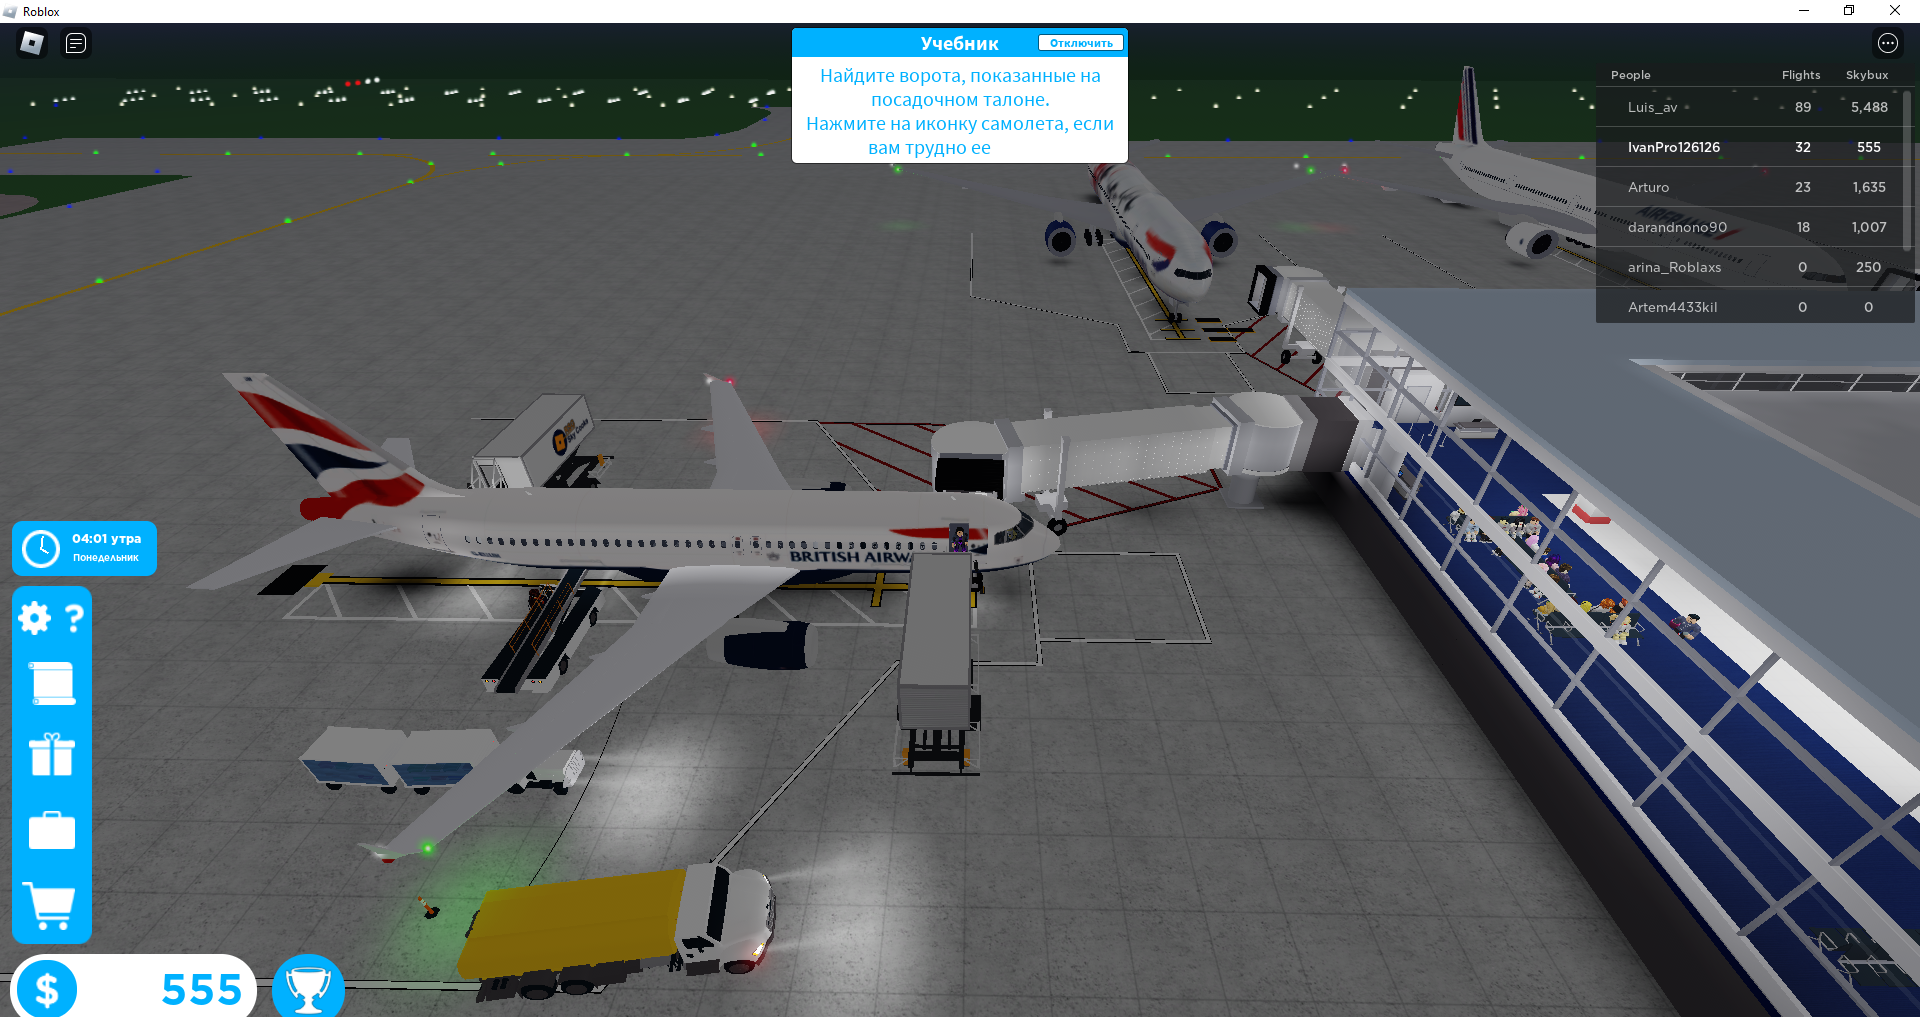 Roblox
Учебник
Отключить
Найдите ворота, показанные на
посадочном талоне.
Нажмите на иконку самолета, если
вам трудно ее
People Flights Skybux
Luis_av 89 5,488
IvanPro126126 32 555
Arturo 23 1,635
darandnono90 18 1,007
arina_Roblaxs 0 250
Artem4433kil 0 0
AIRFRANCE
BRITISH AIRW
04:01 утра
Понедельник
?
$ 555